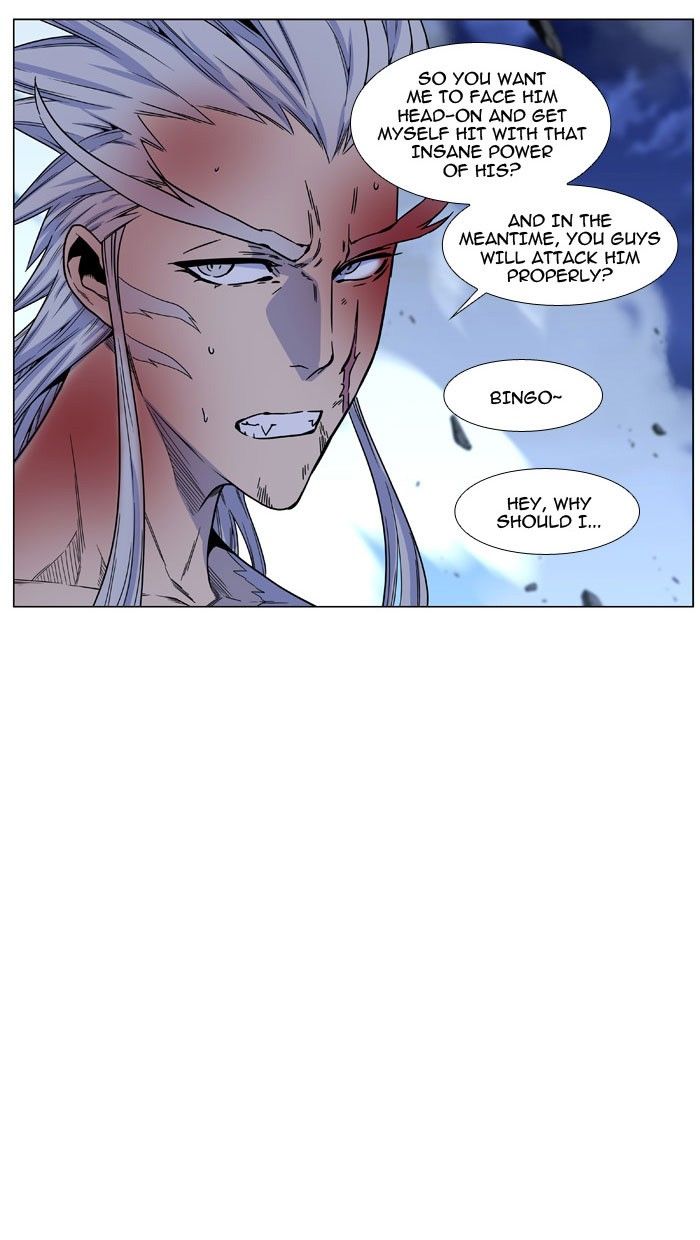 SO YOU WANT
ME TO FACE HIM
HEAD-ON AND GET
MYSELF HIT WITH THAT
INSANE POWER
OF HIS?
AND IN THE
MEANTIME, YOU GUYS
WILL ATTACK HIM
PROPERLY?
BINGO~
HEY, WHY
SHOULD I...